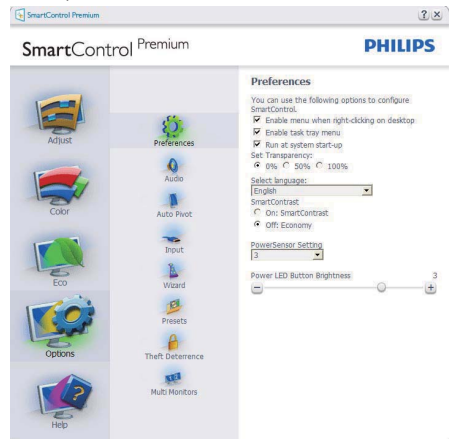 SmartControl Premium
SmartControl Premium
PHILIPS
Adjust
Color
Eco
Options
Help
Preferences
Audio
Auto Pivot
Input
Wizard
Presets
Theft Deterrence
Multi Monitors
Preferences
You can use the following options to configure
SmartControl.
Enable menu when right-clicking on desktop
Enable task tray menu
Run at system start-up
Set Transparency:
0% 50% 100%
Select language:
English
SmartContrast
On: SmartContrast
Off: Economy
PowerSensor Setting
3
Power LED Button Brightness 3